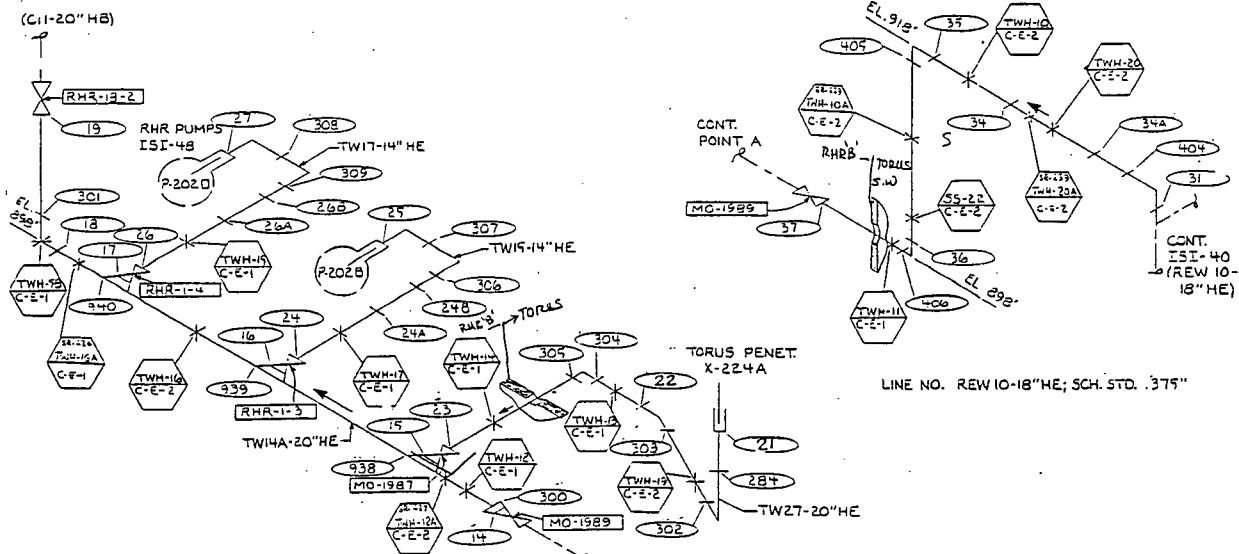 (C11-20" HB)
RHR-13-2
19
RHR PUMPS
ISI-48
27
308
TW17-14" HE
P-202D
309
26B
26A
25
307
TW15-14" HE
P-202B
306
24B
24A
301
EL.
18
17
26
TWH-15
C-E-1
C-E-1
940
RHR-1-4
C-E-1
TWH-16
C-E-2
16
24
939
RHR-1-3
TWH-17
C-E-1
RHR'B'
TORUS
TWH-14
C-E-1
305
304
22
TWH-13
C-E-1
303
TORUS PENET.
X-224A
21
284
TWH-19
C-E-2
302
TW27-20" HE
TW14A-20" HE
15
23
938
MO-1987
TWH-12
C-E-1
TWH-12A
C-E-2
300
MO-1989
14
EL. 918'
35
TWH-10
C-E-2
405
TWH-10A
C-E-2
S
TWH-20
C-E-2
34
34A
404
TWH-20A
C-E-2
31
CONT.
ISI-40
(REW 10-
18" HE)
CONT.
POINT A
RHR'B'
TORUS
S.W
MO-1989
37
SS-22
C-E-2
36
406
EL. 898'
TWH-11
C-E-1
LINE NO. REW 10-18" HE; SCH. STD. .375"